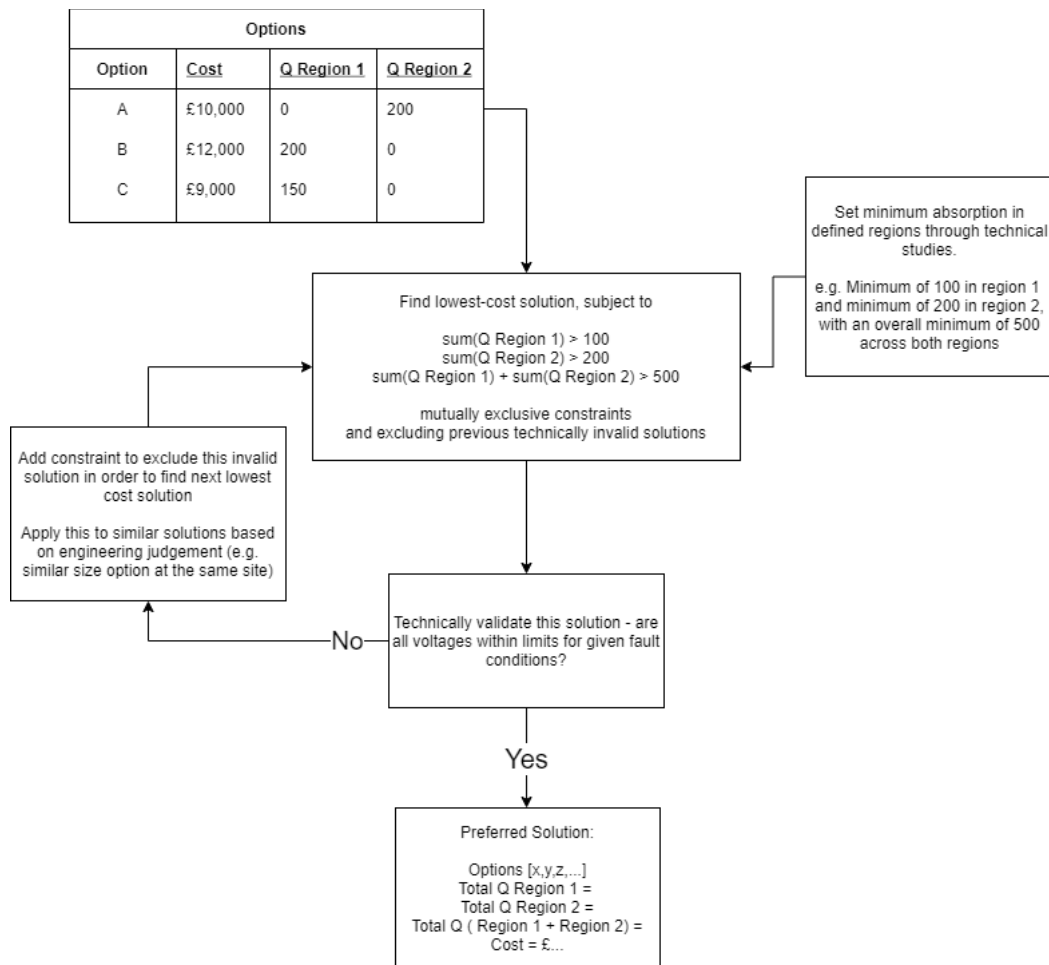 Options
Option Cost Q Region 1 Q Region 2
A £10,000 0 200
B £12,000 200 0
C £9,000 150 0
Set minimum absorption in
defined regions through technical
studies.
e.g. Minimum of 100 in region 1
and minimum of 200 in region 2,
with an overall minimum of 500
across both regions
Find lowest-cost solution, subject to
sum(Q Region 1) > 100
sum(Q Region 2) > 200
sum(Q Region 1) + sum(Q Region 2) > 500
mutually exclusive constraints
and excluding previous technically invalid solutions
Add constraint to exclude this invalid
solution in order to find next lowest
cost solution
Apply this to similar solutions based
on engineering judgement (e.g.
similar size option at the same site)
Technically validate this solution - are
all voltages within limits for given fault
conditions?
No
Yes
Preferred Solution:
Options [x,y,z,...]
Total Q Region 1 =
Total Q Region 2 =
Total Q ( Region 1 + Region 2) =
Cost = £...